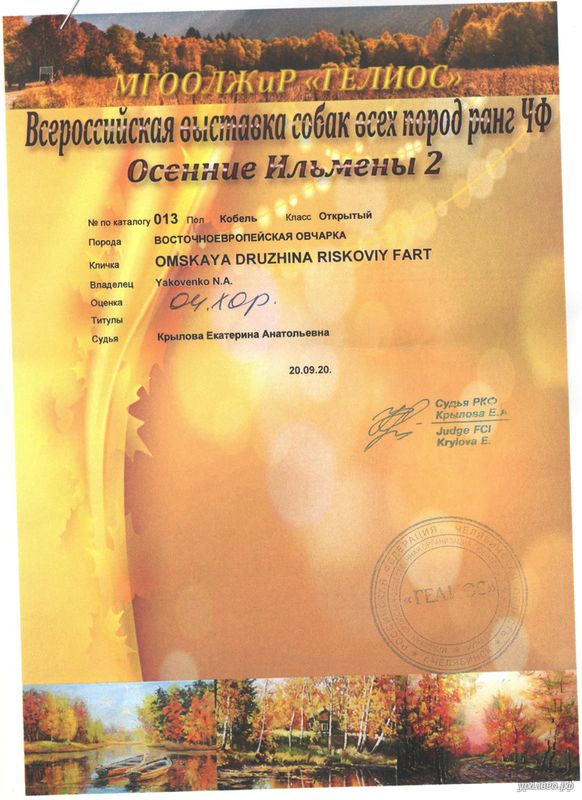 МГООЛЖиР «ГЕЛИОС»
Всероссийская выставка собак всех пород ранг ЧФ
Осенние Ильмены 2
№ по каталогу 013 Пол Кобель Класс Открытый
Порода ВОСТОЧНОЕВРОПЕЙСКАЯ ОВЧАРКА
Кличка OMSKAYA DRUZHINA RISKOVIY FART
Владелец Yakovenko N.A.
Оценка оч. хор.
Титулы
Судья Крылова Екатерина Анатольевна
20.09.20.
Судья РКФ
Крылова Е.А
Judge FCI
Krylova E.
РОССИЙСКАЯ ФЕДЕРАЦИЯ
«ГЕЛИОС»